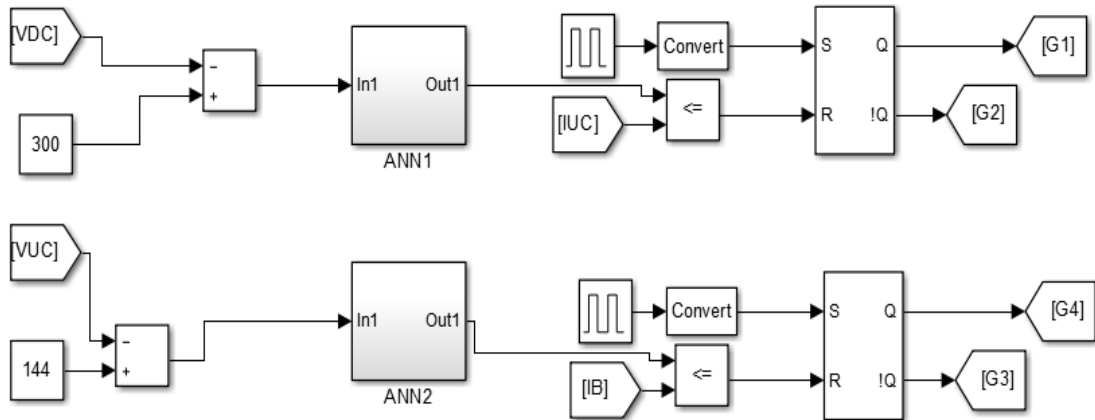 [VDC]
−
+
300
In1
Out1
ANN1
Convert
[IUC]
<=
S
Q
R
!Q
[G1]
[G2]
[VUC]
−
+
144
In1
Out1
ANN2
Convert
[IB]
<=
S
Q
R
!Q
[G4]
[G3]